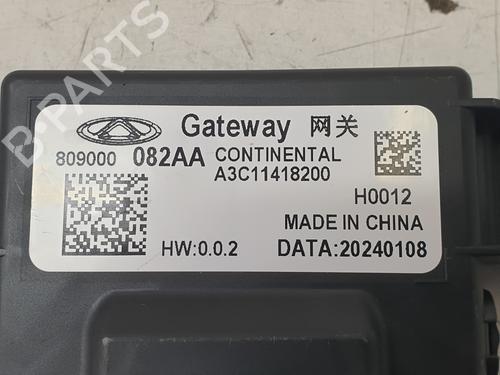 Gateway 网关
809000 082AA CONTINENTAL
A3C11418200
H0012
MADE IN CHINA
HW:0.0.2 DATA:20240108
B-PARTS